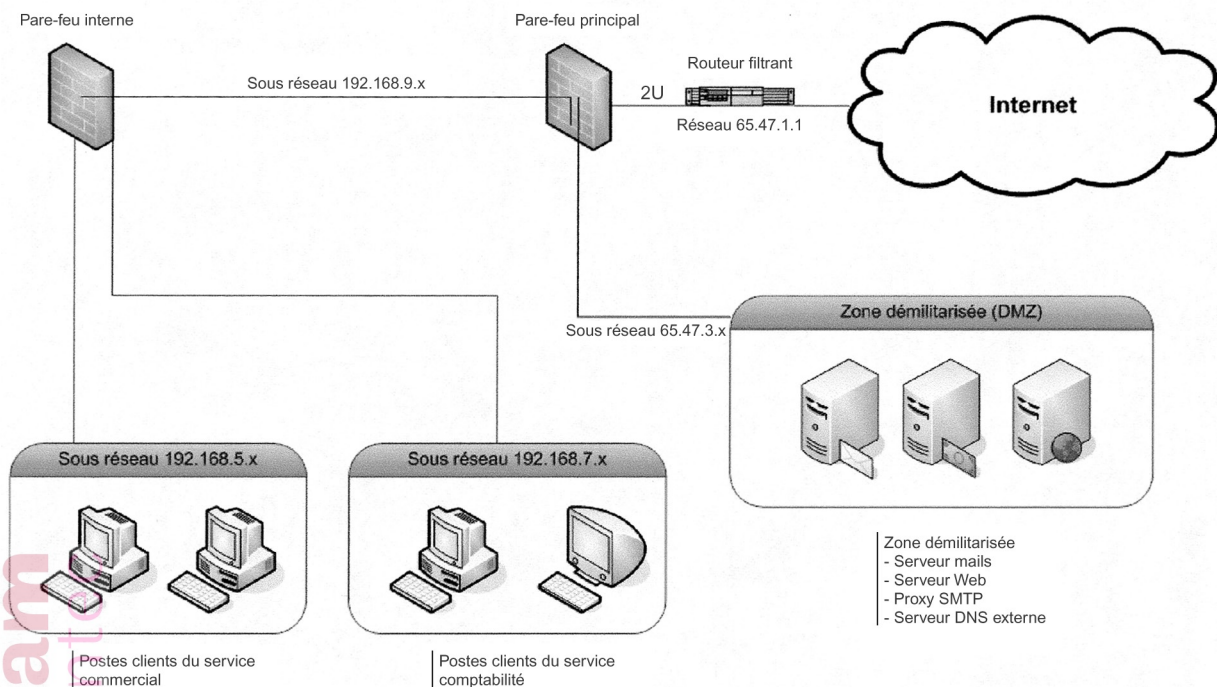 Pare-feu interne
Pare-feu principal
Routeur filtrant
Sous réseau 192.168.9.x
2U
Internet
Réseau 65.47.1.1
Zone démilitarisée (DMZ)
Sous réseau 65.47.3.x
Sous réseau 192.168.5.x
Sous réseau 192.168.7.x
Zone démilitarisée
- Serveur mails
- Serveur Web
- Proxy SMTP
- Serveur DNS externe
Postes clients du service
commercial
Postes clients du service
comptabilité
am